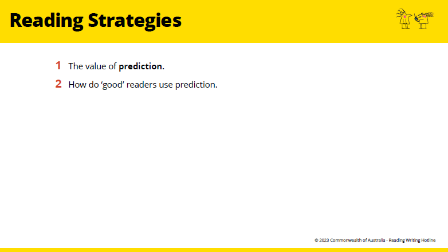 Reading Strategies
1 The value of prediction.
2 How do ‘good’ readers use prediction.
© 2023 Commonwealth of Australia - Reading Writing Hotline